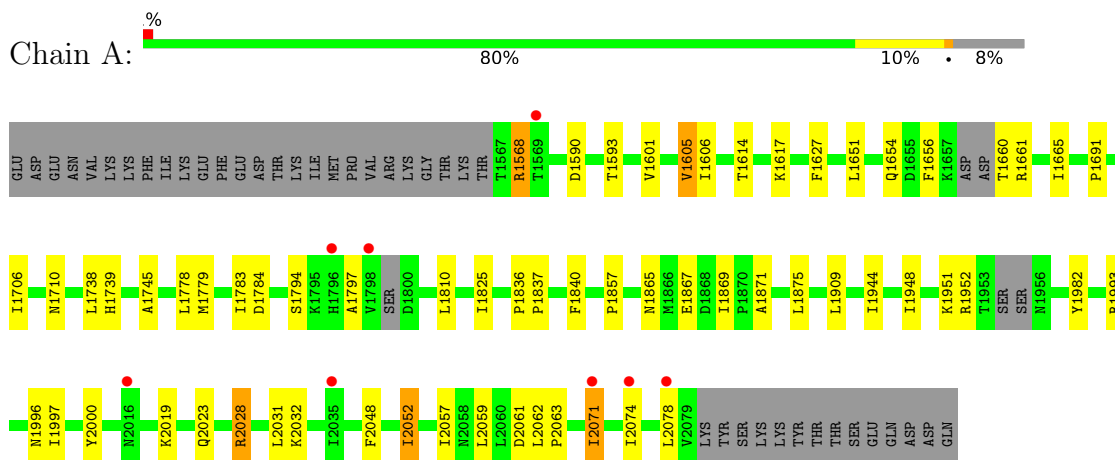 .%
Chain A:
80% 10% • 8%
GLU ASP GLU ASN VAL LYS LYS PHE ILE LYS GLU PHE GLU ASP THR LYS ILE MET PRO VAL ARG LYS GLY THR LYS THR T1567 R1568 T1569 D1590 T1593 V1601 V1605 I1606 T1614 K1617 F1627 L1651 Q1654 D1655 F1656 K1657 ASP ASP T1660 R1661 I1665 P1691
I1706 N1710 L1738 H1739 A1745 L1778 M1779 I1783 D1784 S1794 K1795 H1796 A1797 V1798 SER D1800 L1810 I1825 P1836 P1837 F1840 P1857 N1865 M1866 E1867 D1868 I1869 P1870 A1871 L1875 L1909 I1944 I1948 K1951 R1952 T1953 SER SER N1956 Y1982
N1996 I1997 Y2000 N2016 K2019 Q2023 R2028 L2031 K2032 I2035 F2048 I2052 I2057 N2058 L2059 L2060 D2061 L2062 P2063 I2071 I2074 L2078 V2079 LYS TYR SER LYS LYS TYR THR THR SER GLU GLN ASP ASP GLN